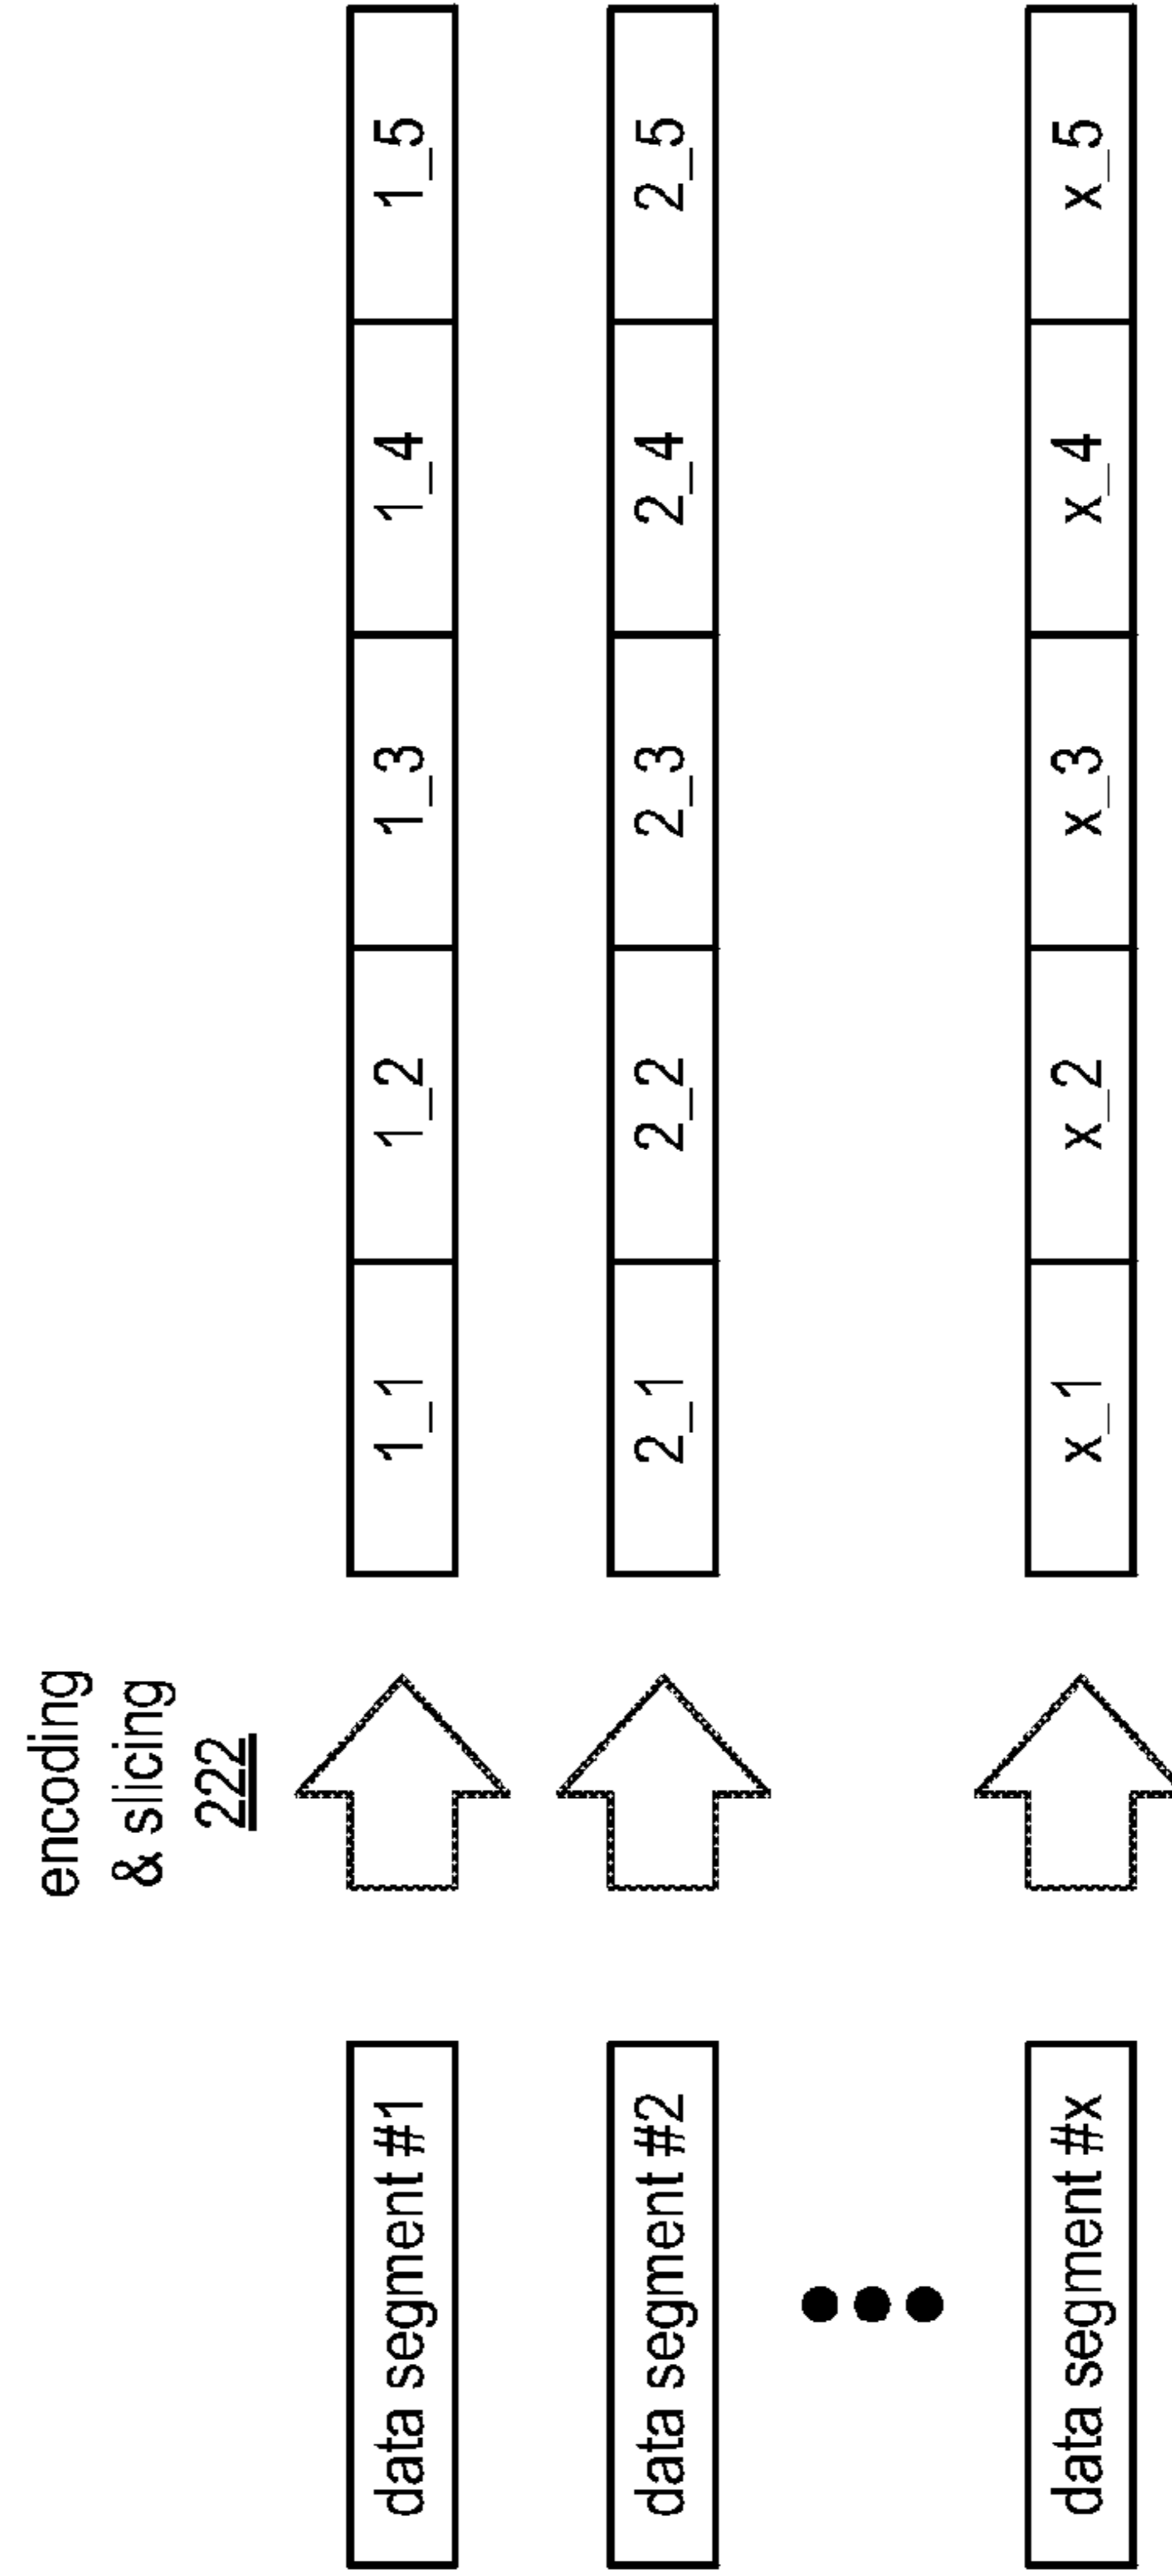 encoding
& slicing
222
data segment #1
1_1
1_2
1_3
1_4
1_5
data segment #2
2_1
2_2
2_3
2_4
2_5
data segment #x
x_1
x_2
x_3
x_4
x_5